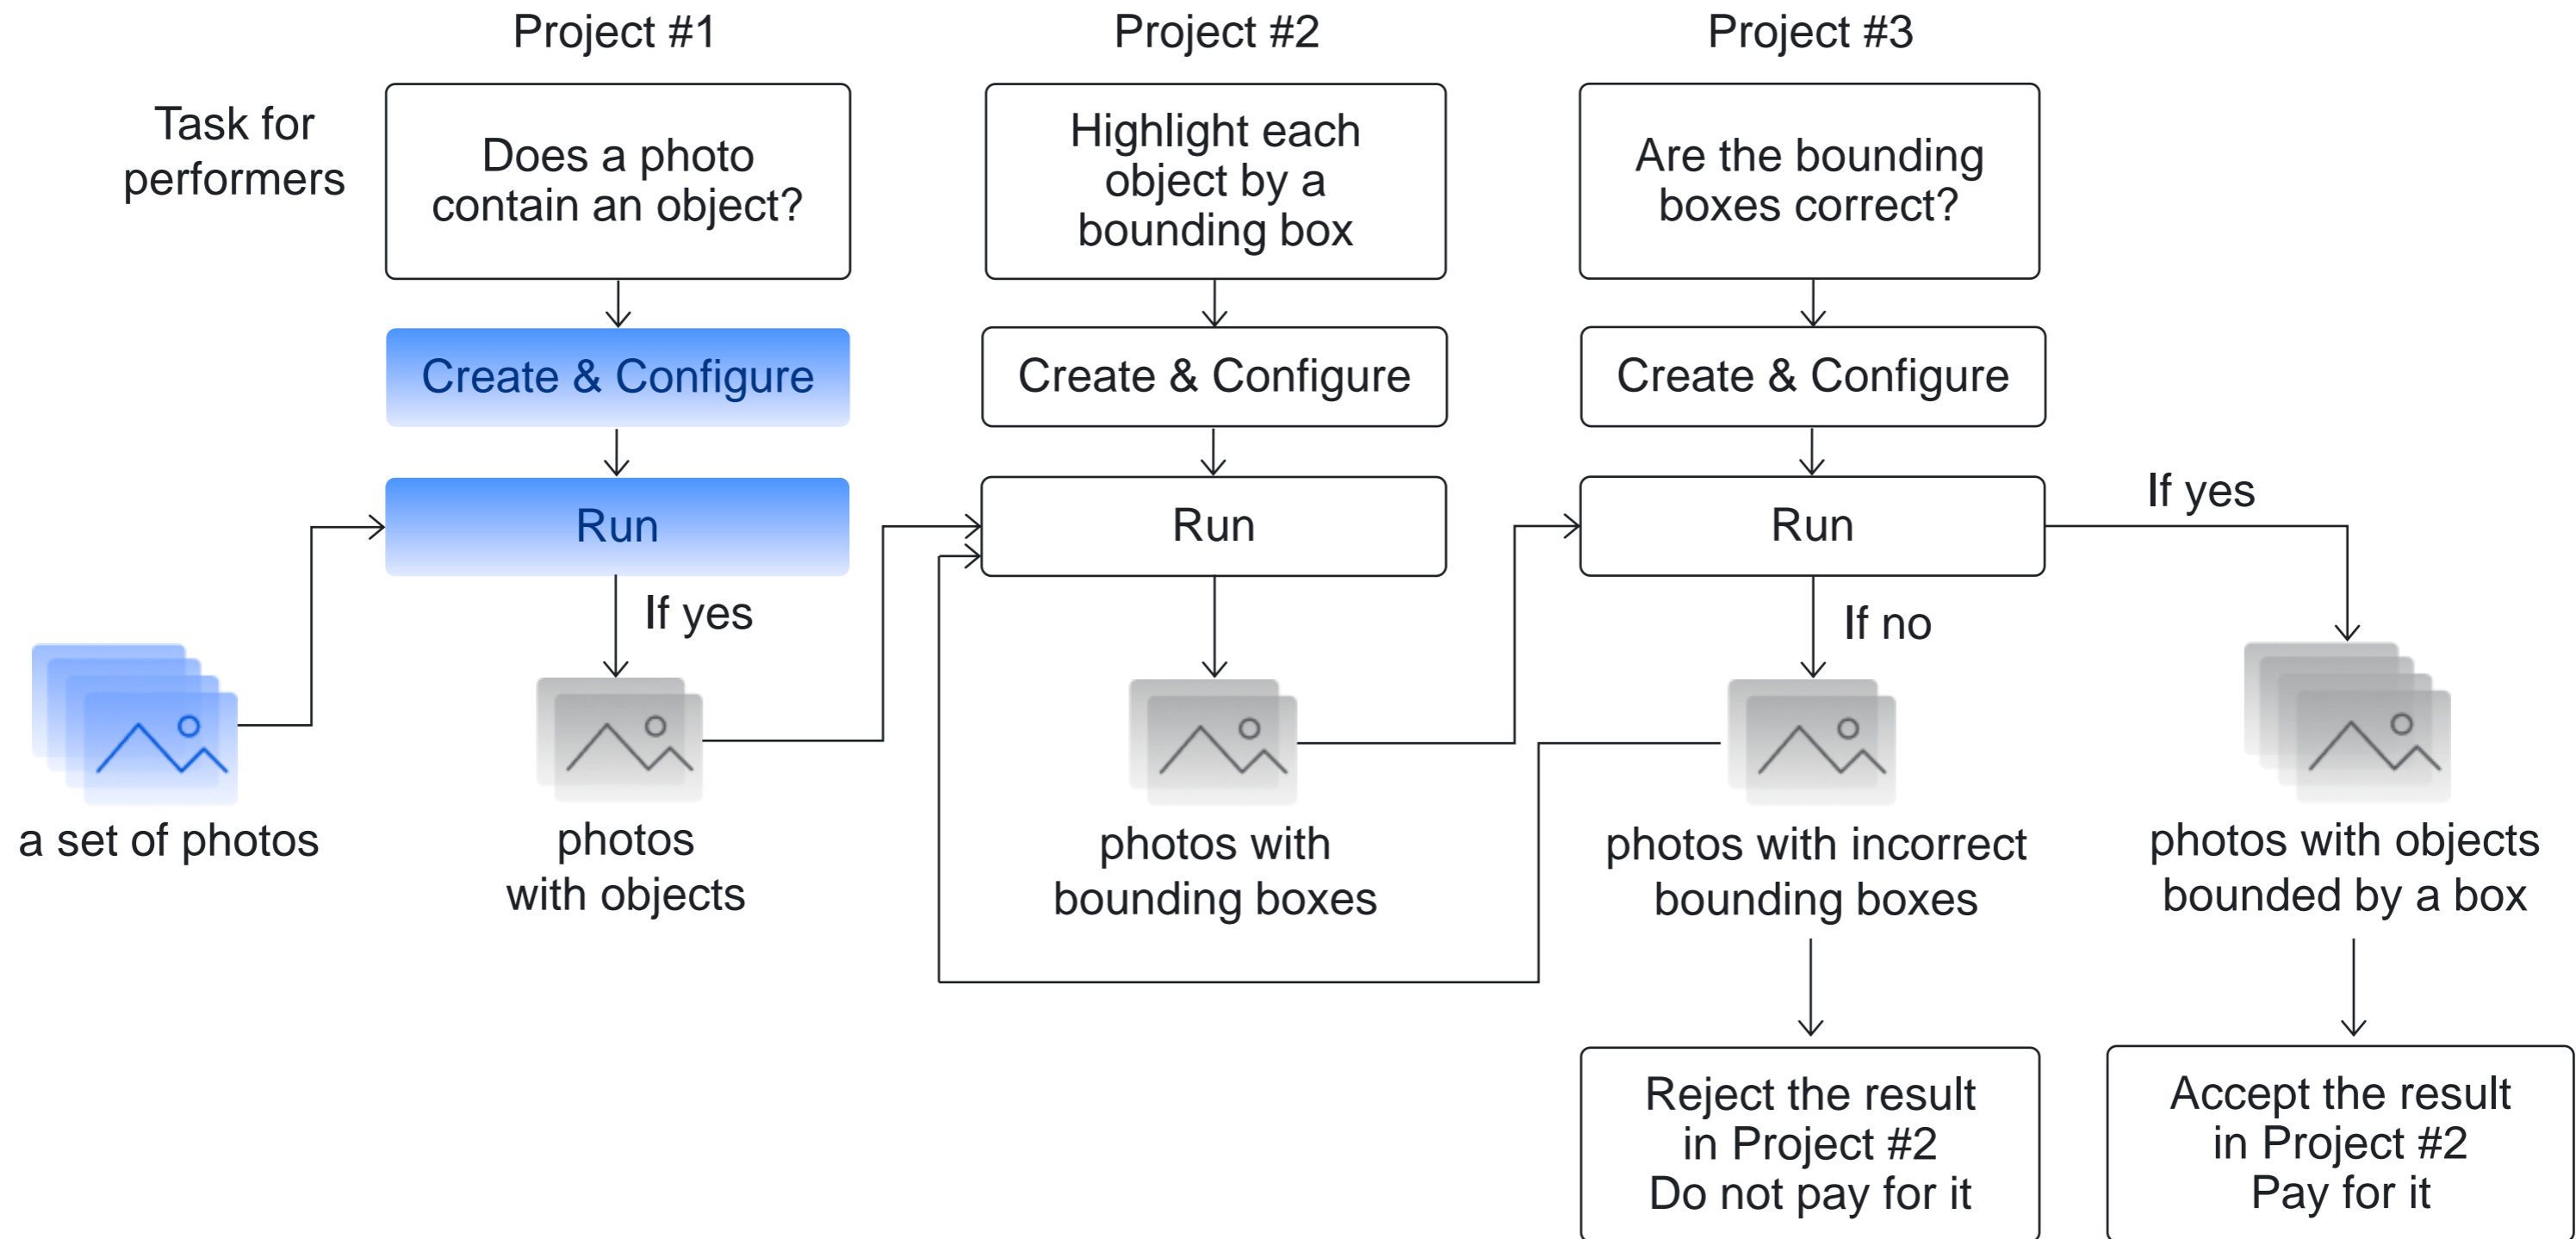 Project #1
Project #2
Project #3
Task for
performers
Does a photo
contain an object?
Highlight each
object by a
bounding box
Are the bounding
boxes correct?
Create & Configure
Create & Configure
Create & Configure
Run
Run
Run
If yes
If yes
If no
a set of photos
photos
with objects
photos with
bounding boxes
photos with incorrect
bounding boxes
photos with objects
bounded by a box
Reject the result
in Project #2
Do not pay for it
Accept the result
in Project #2
Pay for it